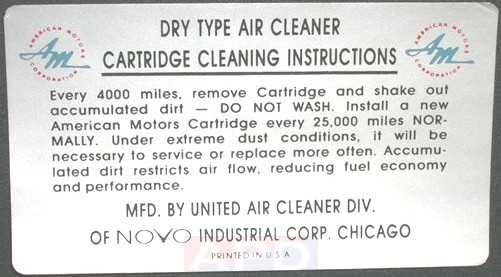 DRY TYPE AIR CLEANER
CARTRIDGE CLEANING INSTRUCTIONS
AMERICAN MOTORS
AM
CORPORATION
AMERICAN MOTORS
AM
CORPORATION
Every 4000 miles, remove Cartridge and shake out
accumulated dirt — DO NOT WASH. Install a new
American Motors Cartridge every 25,000 miles NOR-
MALLY. Under extreme dust conditions, it will be
necessary to service or replace more often. Accumu-
lated dirt restricts air flow, reducing fuel economy
and performance.
MFD. BY UNITED AIR CLEANER DIV.
OF NOVO INDUSTRIAL CORP. CHICAGO
PRINTED IN U S A